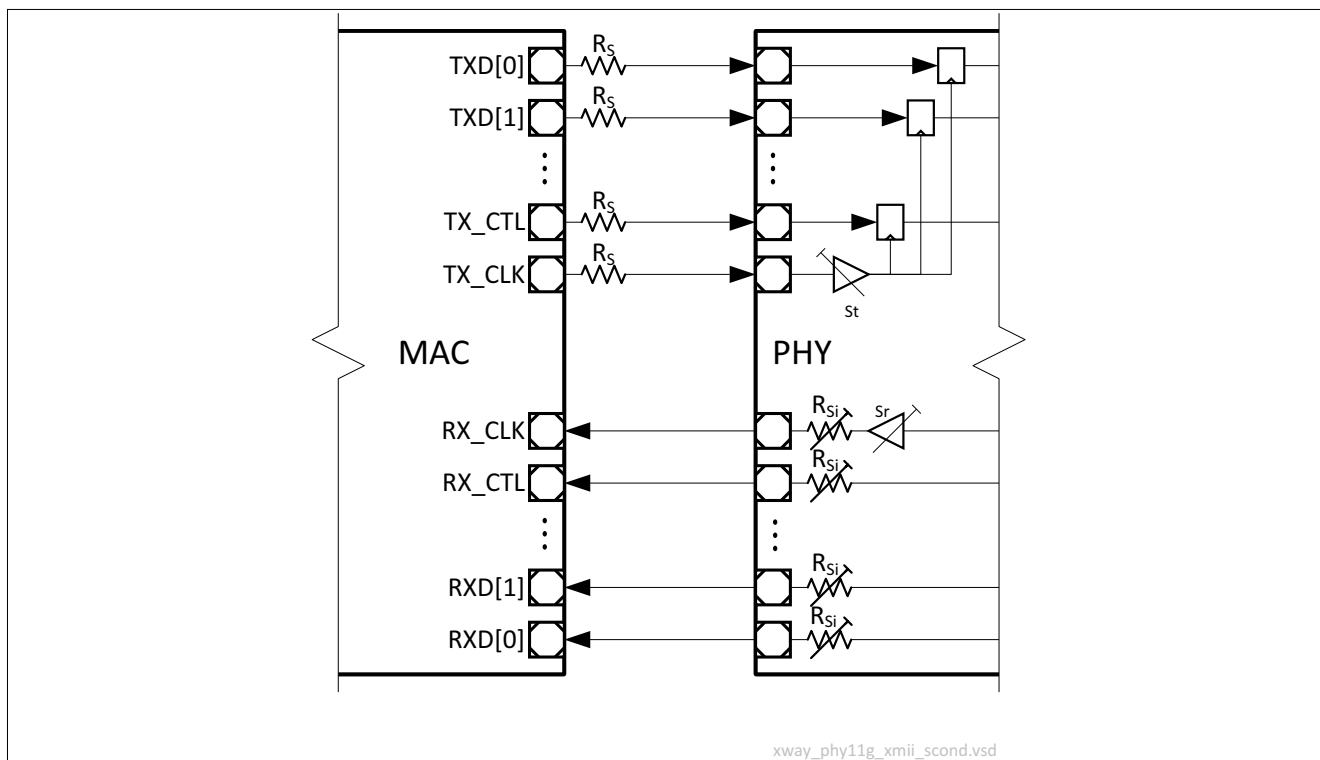 RS
TXD[0]
RS
TXD[1]
RS
TX_CTL
RS
TX_CLK
St
MAC
PHY
RSi
Sr
RX_CLK
RSi
RX_CTL
RSi
RXD[1]
RSi
RXD[0]
xway_phy11g_xmii_scond.vsd